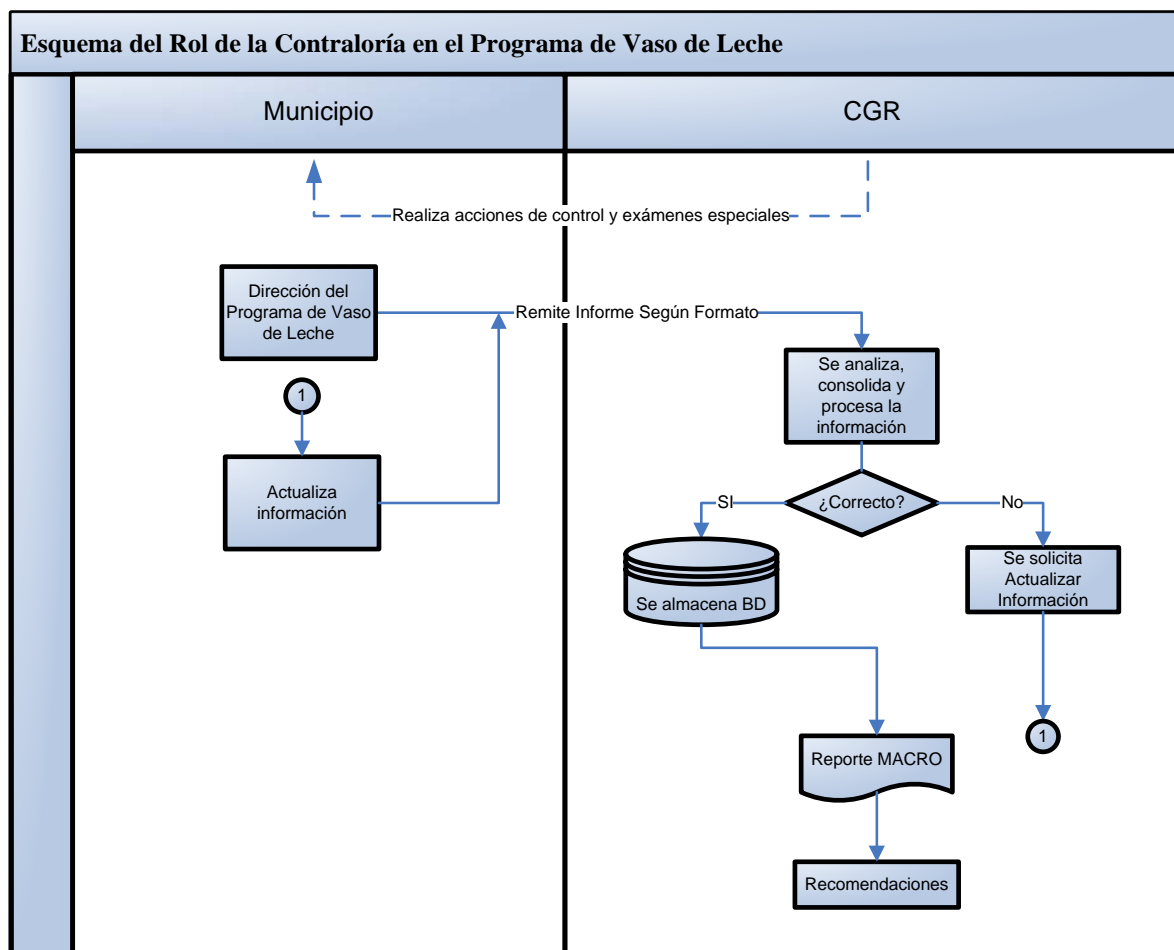 Esquema del Rol de la Contraloría en el Programa de Vaso de Leche
Municipio
CGR
Realiza acciones de control y exámenes especiales
Dirección del
Programa de Vaso
de Leche
Remite Informe Según Formato
Se analiza,
consolida y
procesa la
información
1
Actualiza
información
¿Correcto?
SI
No
Se almacena BD
Se solicita
Actualizar
Información
1
Reporte MACRO
Recomendaciones